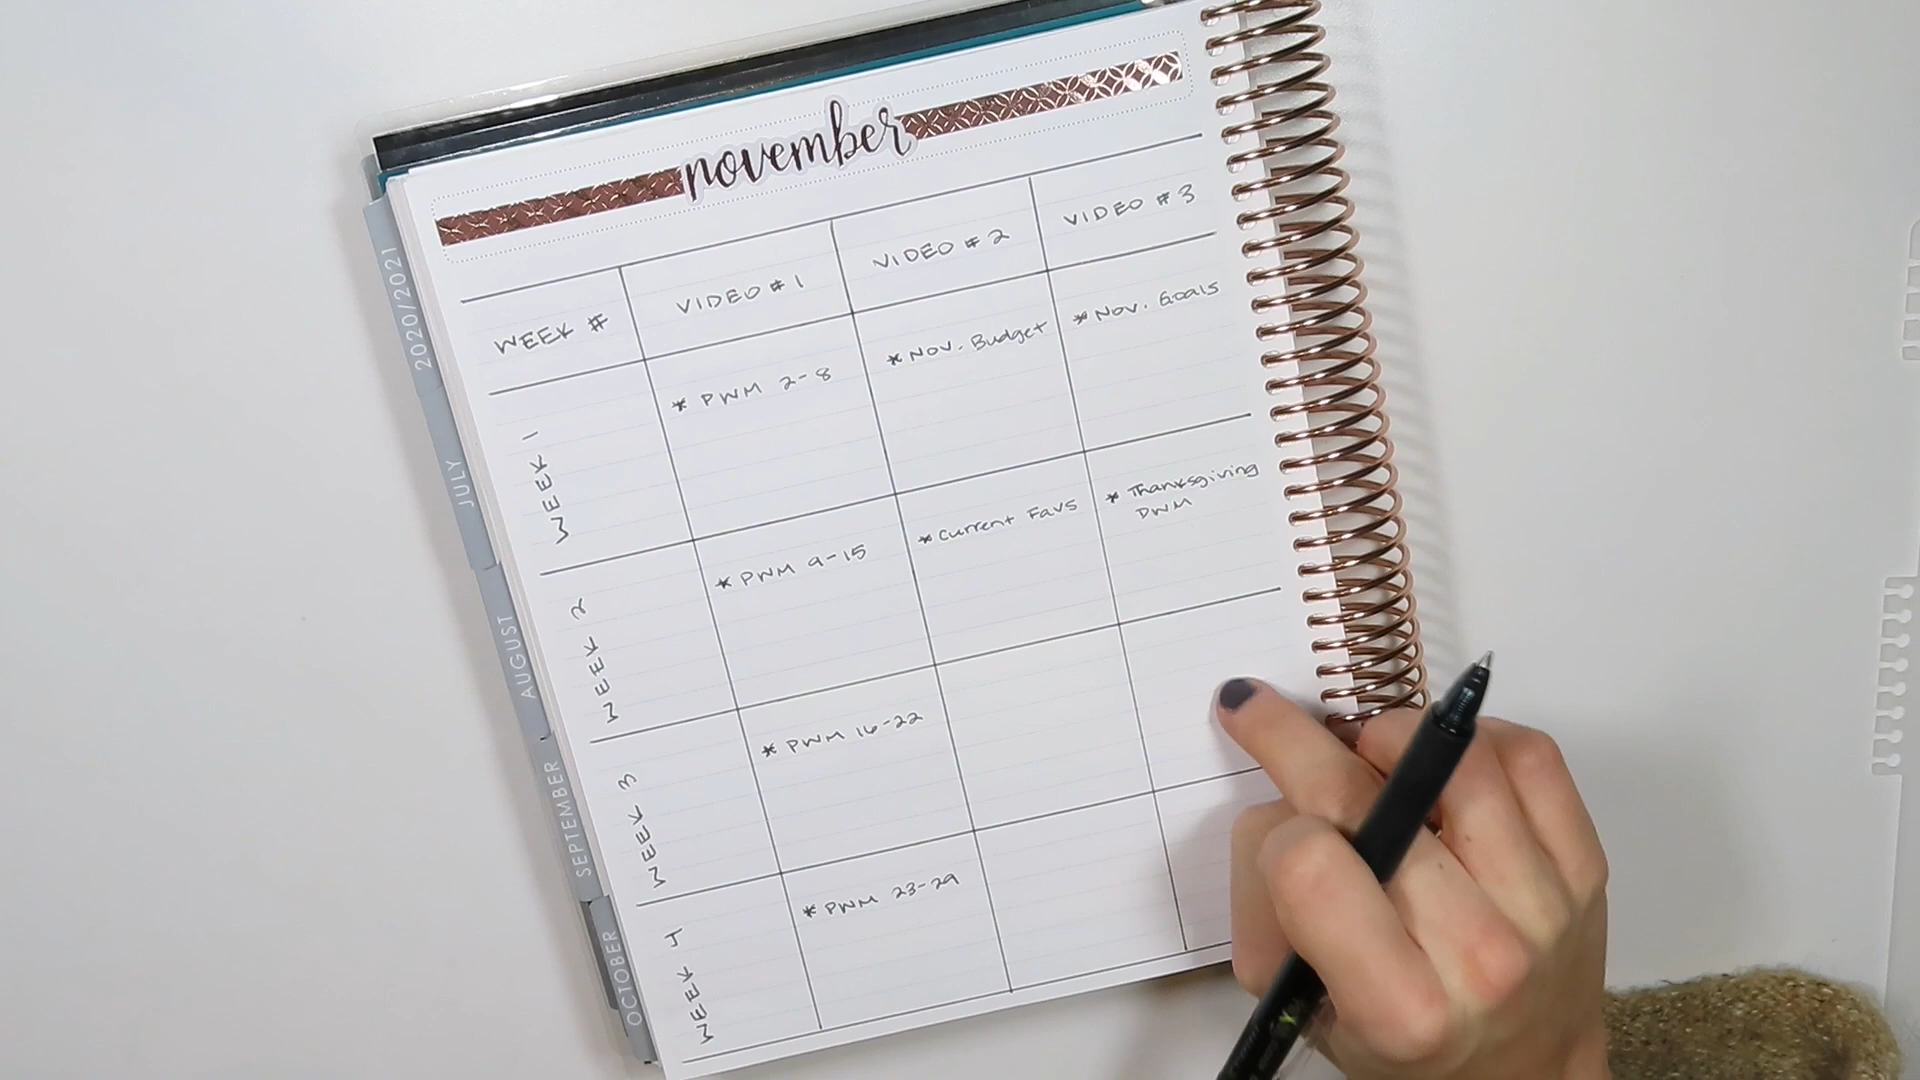 november
WEEK #
VIDEO #1
VIDEO #2
VIDEO #3
WEEK 1
* PWM 2-8
* NOV. Budget
* NOV. Goals
WEEK 2
* PWM 9-15
* Current Favs
* Thanksgiving
PWM
WEEK 3
* PWM 16-22
WEEK 4
* PWM 23-29
2020/2021
JULY
AUGUST
SEPTEMBER
OCTOBER